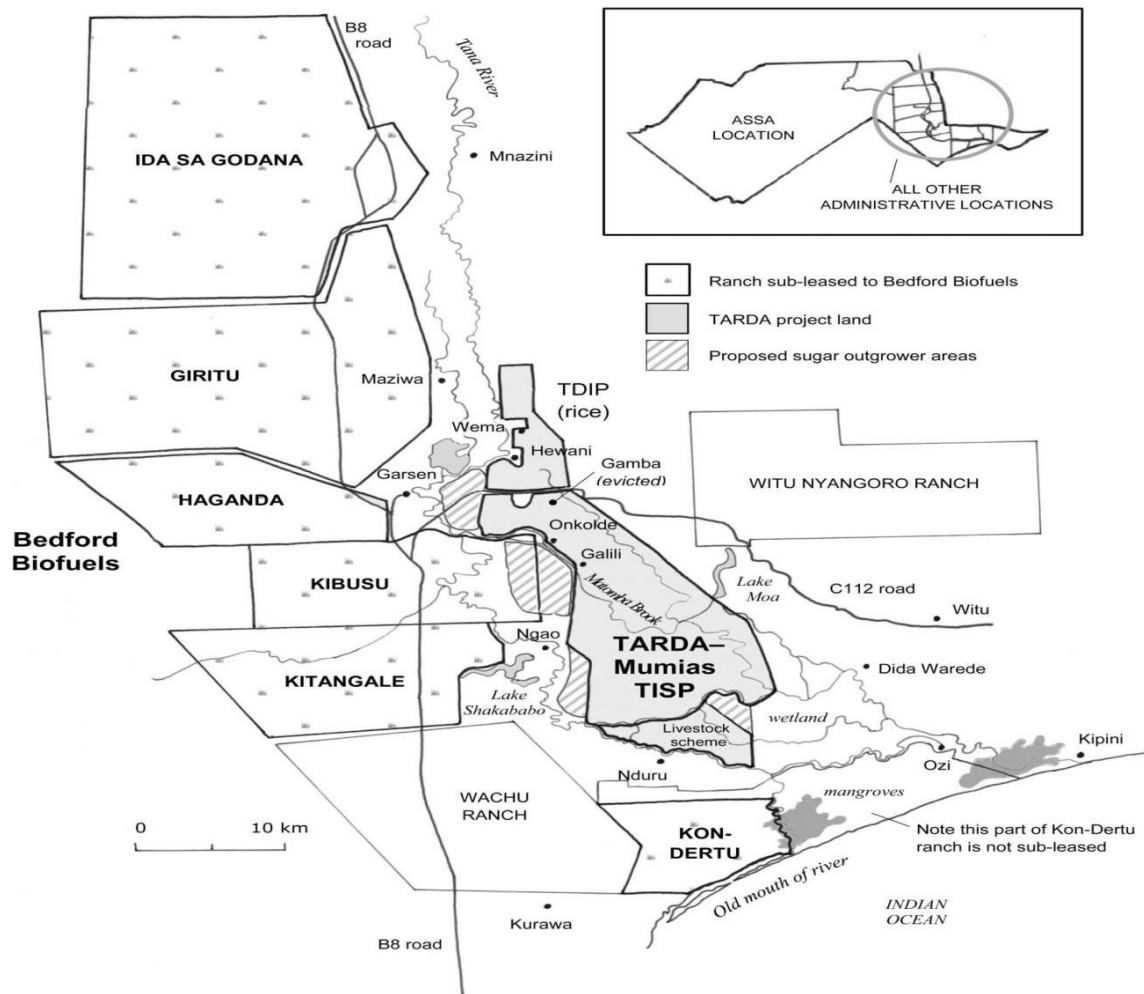 B8
road
Tana River
IDA SA GODANA
Mnazini
ASSA
LOCATION
ALL OTHER
ADMINISTRATIVE LOCATIONS
Ranch sub-leased to Bedford Biofuels
TARDA project land
Proposed sugar outgrower areas
GIRITU
Maziwa
TDIP
(rice)
Wema
Hewani
Gamba
(evicted)
Garsen
HAGANDA
WITU NYANGORO RANCH
Onkolde
Galili
Bedford
Biofuels
KIBUSU
Matomba Brook
Lake
Moa
C112 road
Witu
Ngao
TARDA–
Mumias
TISP
KITANGALE
Dida Warede
Lake
Shakababo
wetland
Livestock
scheme
Kipini
Ozi
Nduru
mangroves
WACHU
RANCH
0 10 km
KON-
DERTU
Note this part of Kon-Dertu
ranch is not sub-leased
Old mouth of river
Kurawa
INDIAN
OCEAN
B8 road